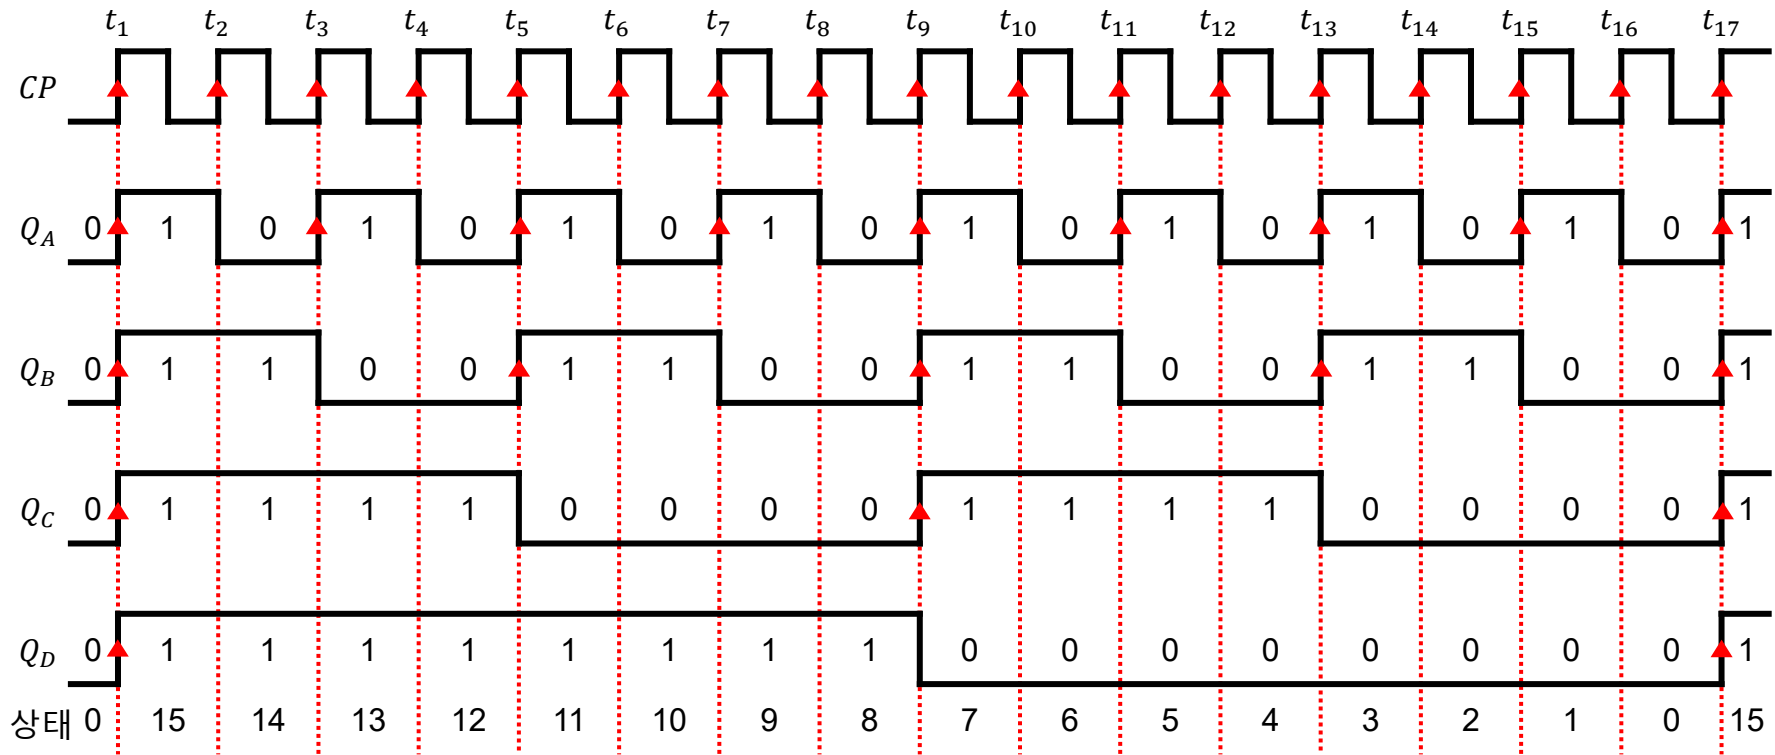 t₁ t₂ t₃ t₄ t₅ t₆ t₇ t₈ t₉ t₁₀ t₁₁ t₁₂ t₁₃ t₁₄ t₁₅ t₁₆ t₁₇
CP
Q_A 0 1 0 1 0 1 0 1 0 1 0 1 0 1 0 1 0 1
Q_B 0 1 1 0 0 1 1 0 0 1 1 0 0 1 1 0 0 1
Q_C 0 1 1 1 1 0 0 0 0 1 1 1 1 0 0 0 0 1
Q_D 0 1 1 1 1 1 1 1 1 0 0 0 0 0 0 0 0 1
상태 0 15 14 13 12 11 10 9 8 7 6 5 4 3 2 1 0 15